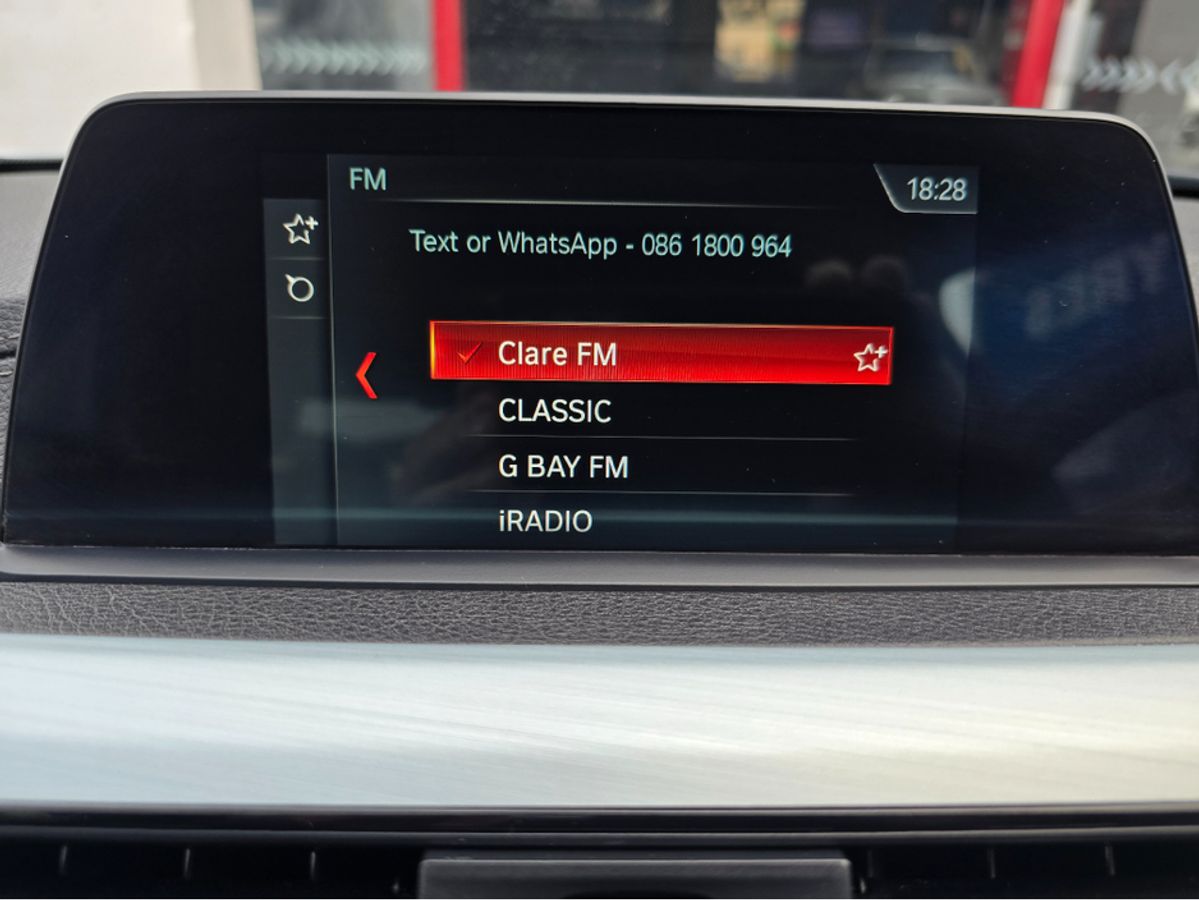 FM
18:28
Text or WhatsApp - 086 1800 964
Clare FM
CLASSIC
G BAY FM
iRADIO